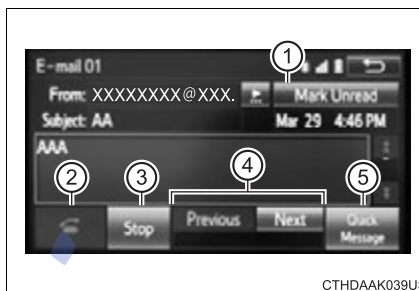 E-mail 01
1
From: XXXXXXXX@XXX.
Mark Unread
Subject: AA
Mar 29 4:46 PM
AAA
2
3
4
5
Stop
Previous
Next
Quick
Message
CTHDAAK039U